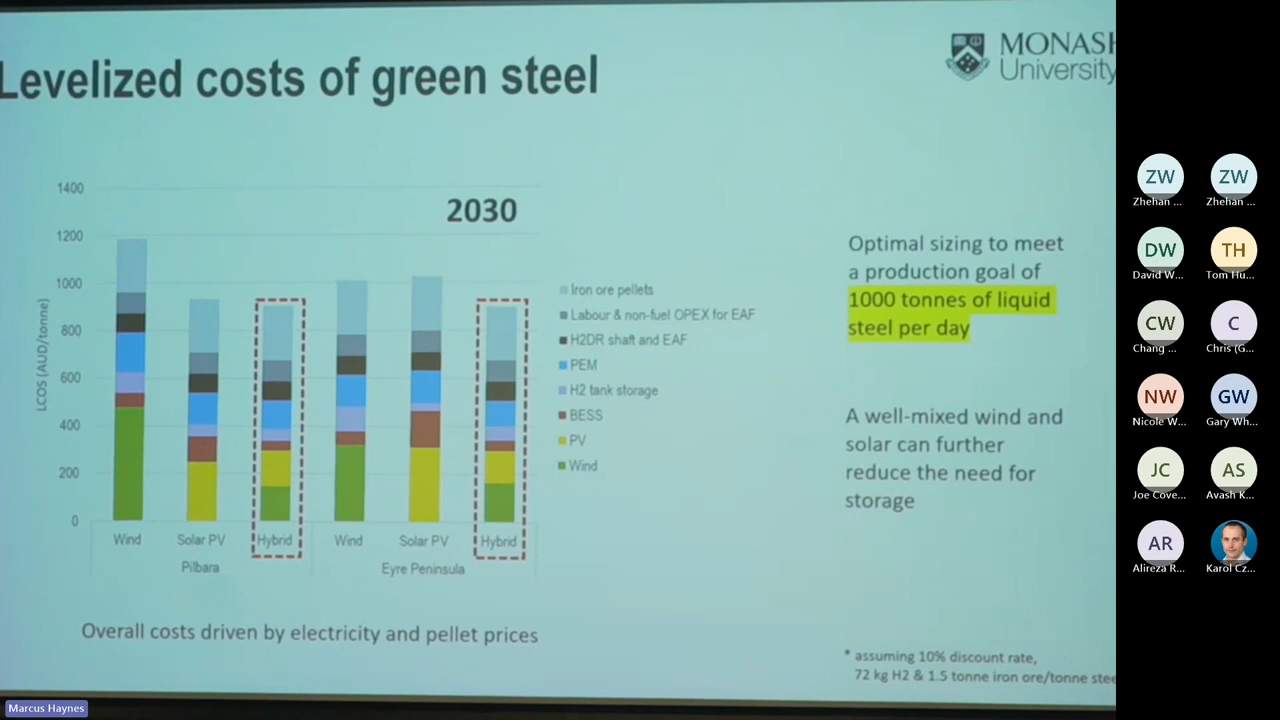 Levelized costs of green steel
MONASH
University
1400
1200
1000
800
600
400
200
0
LCOS (AUD/tonne)
2030
Iron ore pellets
Labour & non-fuel OPEX for EAF
H2DR shaft and EAF
PEM
H2 tank storage
BESS
PV
Wind
Wind
Solar PV
Hybrid
Wind
Solar PV
Hybrid
Pilbara
Eyre Peninsula
Overall costs driven by electricity and pellet prices
Optimal sizing to meet
a production goal of
1000 tonnes of liquid
steel per day
A well-mixed wind and
solar can further
reduce the need for
storage
* assuming 10% discount rate,
72 kg H2 & 1.5 tonne iron ore/tonne stee
ZW
Zhehan ...
ZW
Zhehan ...
DW
David W...
TH
Tom Hu...
CW
Chang ...
C
Chris (G...
NW
Nicole W...
GW
Gary Wh...
JC
Joe Cove...
AS
Avash K...
AR
Alireza R...
Karol Cz...
Marcus Haynes